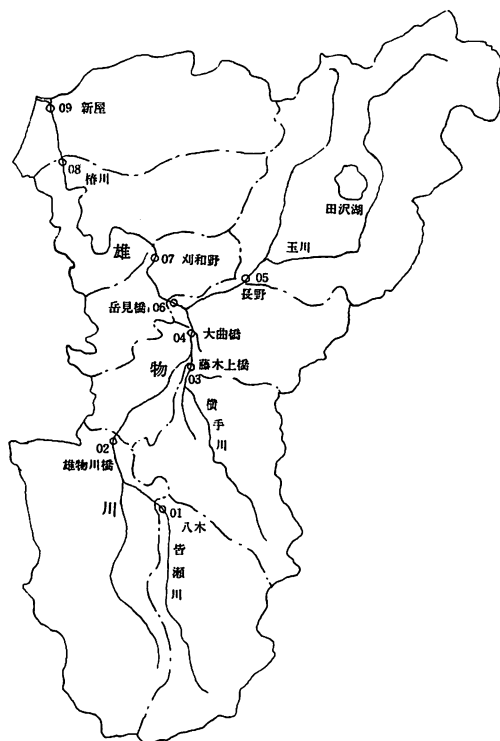 09 新屋
08
椿川
田沢湖
玉川
雄
07 刈和野
05
長野
岳見橋
06
04
大曲橋
物
藤木上橋
03
横手川
02
雄物川橋
川
01
八木
皆瀬川